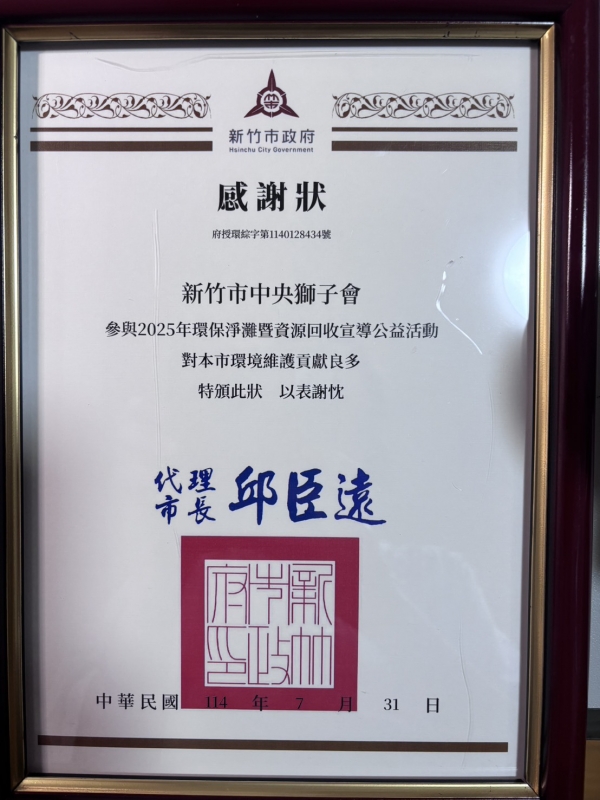 新竹市政府
Hsinchu City Government
感謝狀
府授環綜字第1140128434號
新竹市中央獅子會
參與2025年環保淨灘暨資源回收宣導公益活動
對本市環境維護貢獻良多
特頒此狀　以表謝忱
代理市長 邱臣遠
新竹市政府印
中華民國 114 年 7 月 31 日